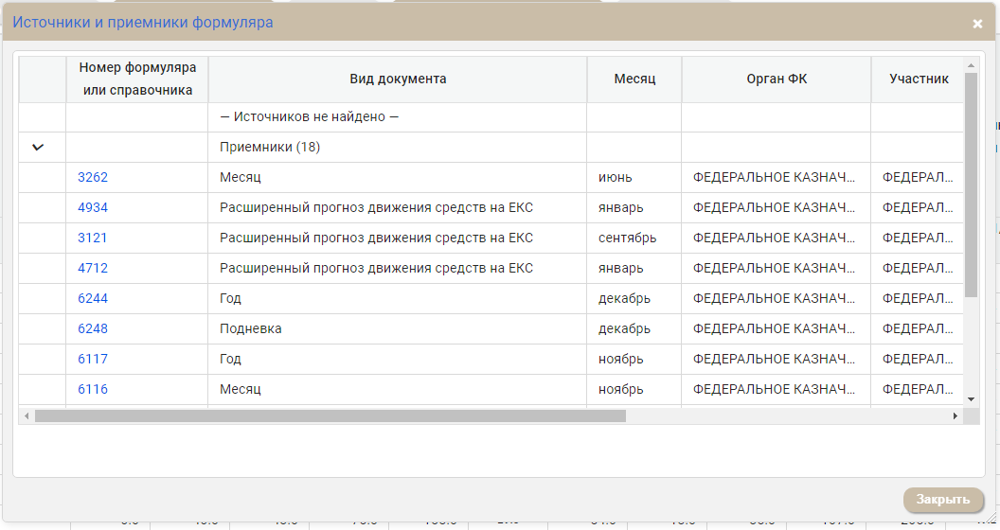 Источники и приемники формуляра
Номер формуляра или справочника Вид документа Месяц Орган ФК Участник
— Источников не найдено —
Приемники (18)
3262 Месяц июнь ФЕДЕРАЛЬНОЕ КАЗНАЧ... ФЕДЕРАЛ...
4934 Расширенный прогноз движения средств на ЕКС январь ФЕДЕРАЛЬНОЕ КАЗНАЧ... ФЕДЕРАЛ...
3121 Расширенный прогноз движения средств на ЕКС сентябрь ФЕДЕРАЛЬНОЕ КАЗНАЧ... ФЕДЕРАЛ...
4712 Расширенный прогноз движения средств на ЕКС январь ФЕДЕРАЛЬНОЕ КАЗНАЧ... ФЕДЕРАЛ...
6244 Год декабрь ФЕДЕРАЛЬНОЕ КАЗНАЧ... ФЕДЕРАЛ...
6248 Подневка декабрь ФЕДЕРАЛЬНОЕ КАЗНАЧ... ФЕДЕРАЛ...
6117 Год ноябрь ФЕДЕРАЛЬНОЕ КАЗНАЧ... ФЕДЕРАЛ...
6116 Месяц ноябрь ФЕДЕРАЛЬНОЕ КАЗНАЧ... ФЕДЕРАЛ...
Закрыть